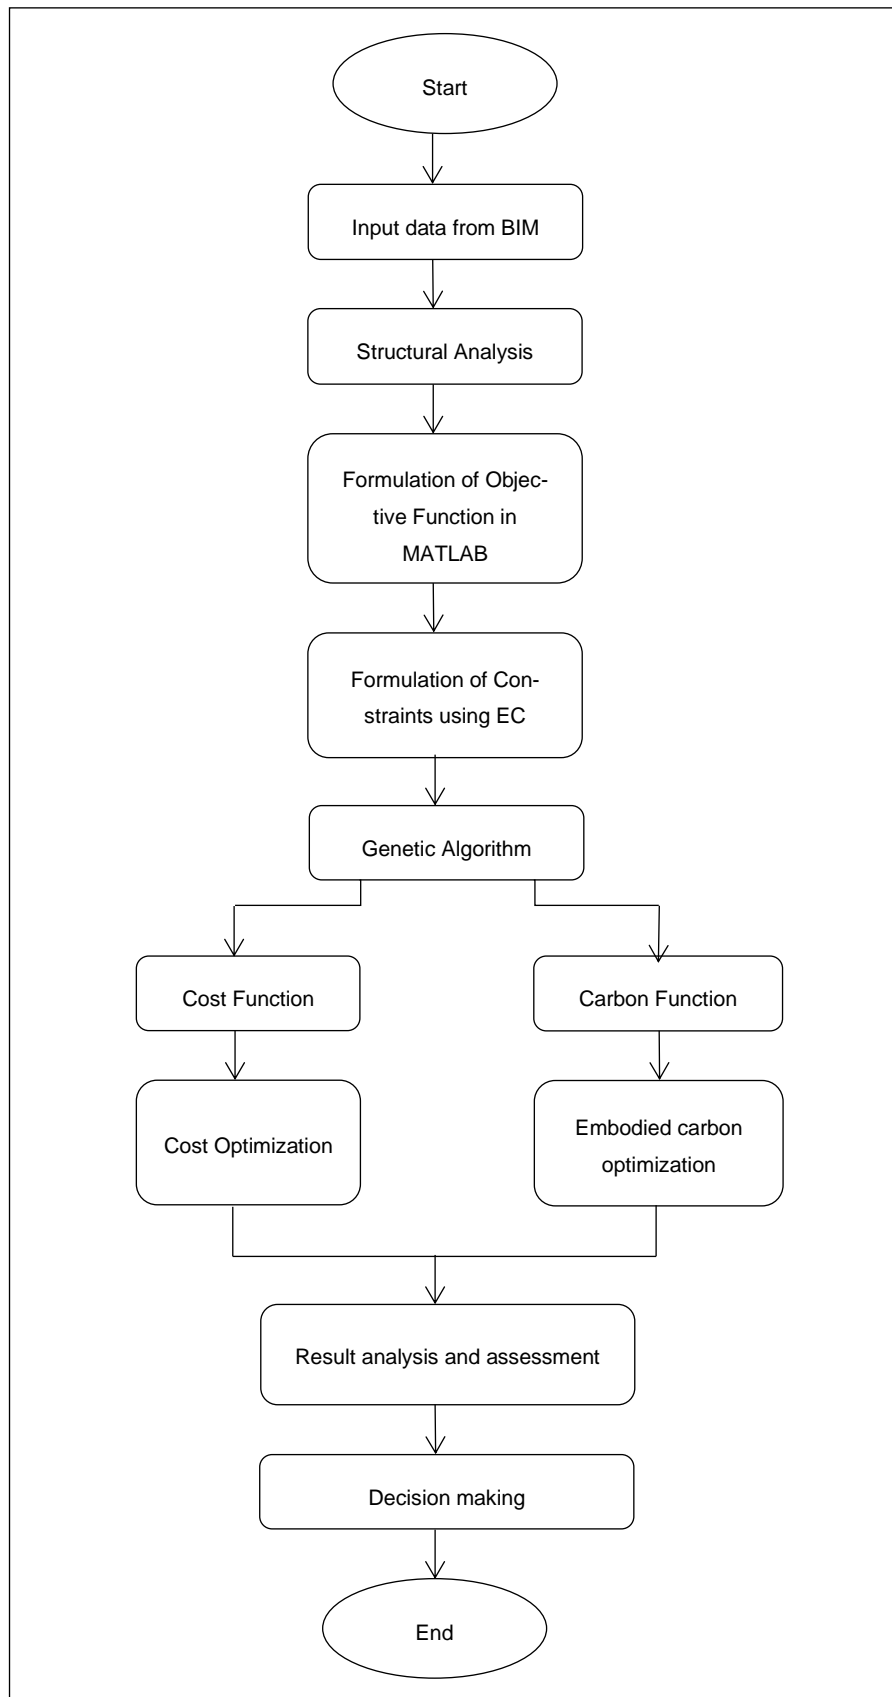 Start
Input data from BIM
Structural Analysis
Formulation of Objec-
tive Function in
MATLAB
Formulation of Con-
straints using EC
Genetic Algorithm
Cost Function
Carbon Function
Cost Optimization
Embodied carbon
optimization
Result analysis and assessment
Decision making
End